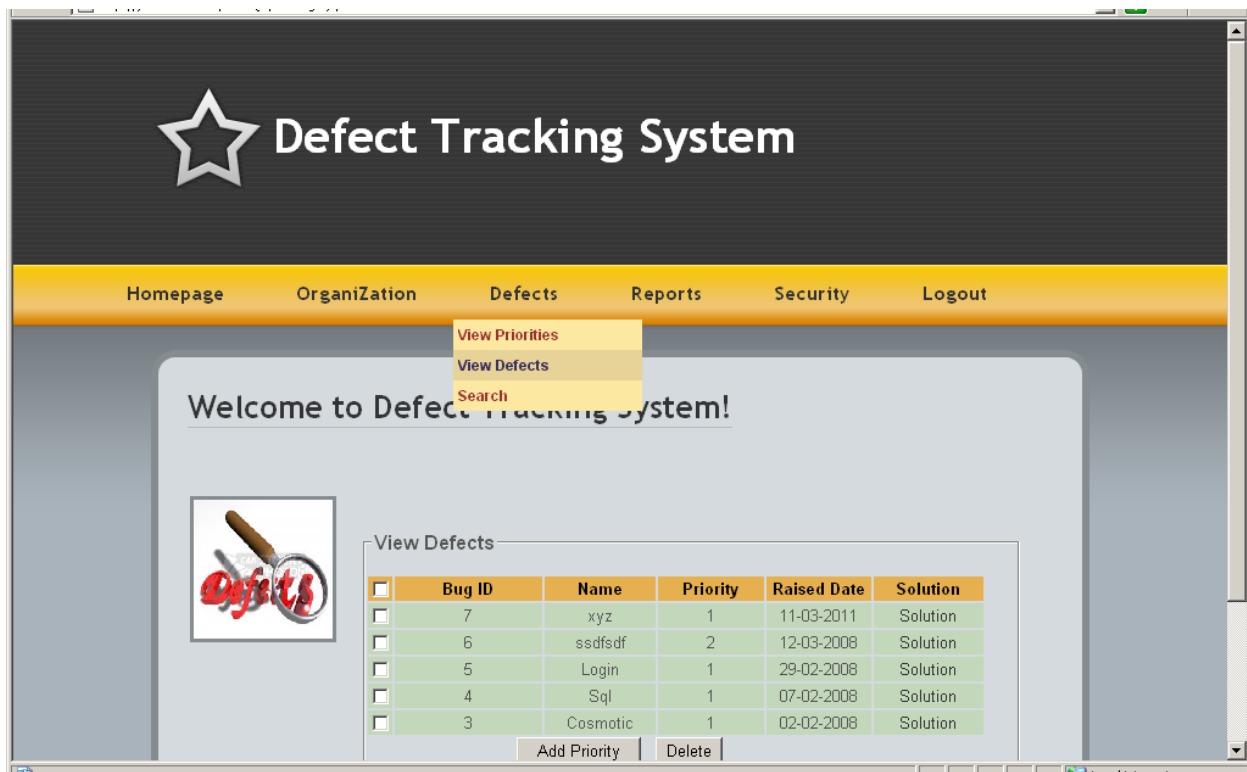 Defect Tracking System
Homepage OrganiZation Defects Reports Security Logout
View Priorities
View Defects
Search
Welcome to Defect Tracking System!
Defects
View Defects
Bug ID Name Priority Raised Date Solution
7 xyz 1 11-03-2011 Solution
6 ssdfsdf 2 12-03-2008 Solution
5 Login 1 29-02-2008 Solution
4 Sql 1 07-02-2008 Solution
3 Cosmotic 1 02-02-2008 Solution
Add Priority Delete